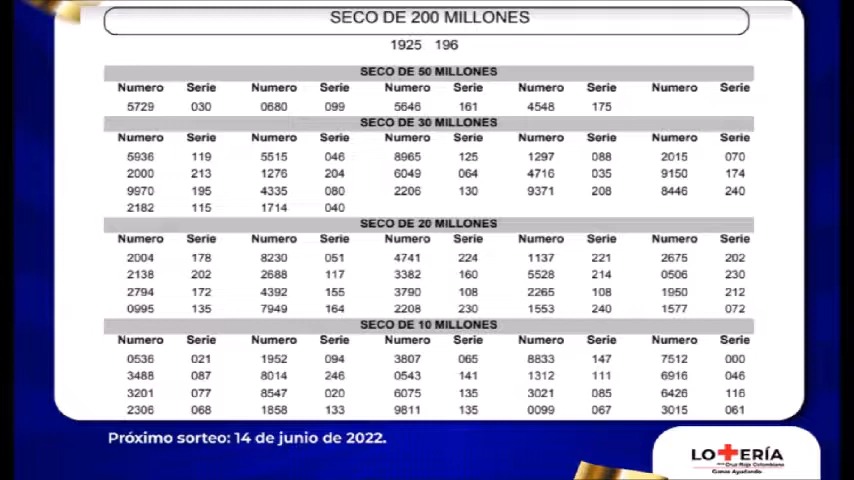 SECO DE 200 MILLONES
1925 196
SECO DE 50 MILLONES
Numero Serie Numero Serie Numero Serie Numero Serie Numero Serie
5729 030 0680 099 5646 161 4548 175
SECO DE 30 MILLONES
Numero Serie Numero Serie Numero Serie Numero Serie Numero Serie
5936 119 5515 046 8965 125 1297 088 2015 070
2000 213 1276 204 6049 064 4716 035 9150 174
9970 195 4335 080 2206 130 9371 208 8446 240
2182 115 1714 040
SECO DE 20 MILLONES
Numero Serie Numero Serie Numero Serie Numero Serie Numero Serie
2004 178 8230 051 4741 224 1137 221 2675 202
2138 202 2688 117 3382 160 5528 214 0506 230
2794 172 4392 155 3790 108 2265 108 1950 212
0995 135 7949 164 2208 230 1553 240 1577 072
SECO DE 10 MILLONES
Numero Serie Numero Serie Numero Serie Numero Serie Numero Serie
0536 021 1952 094 3807 065 8833 147 7512 000
3488 087 8014 246 0543 141 1312 111 6916 046
3201 077 8547 020 6075 135 3021 085 6426 116
2306 068 1858 133 9811 135 0099 067 3015 061
Próximo sorteo: 14 de junio de 2022.
LOTERÍA
de la Cruz Roja Colombiana
Ganas Ayudando